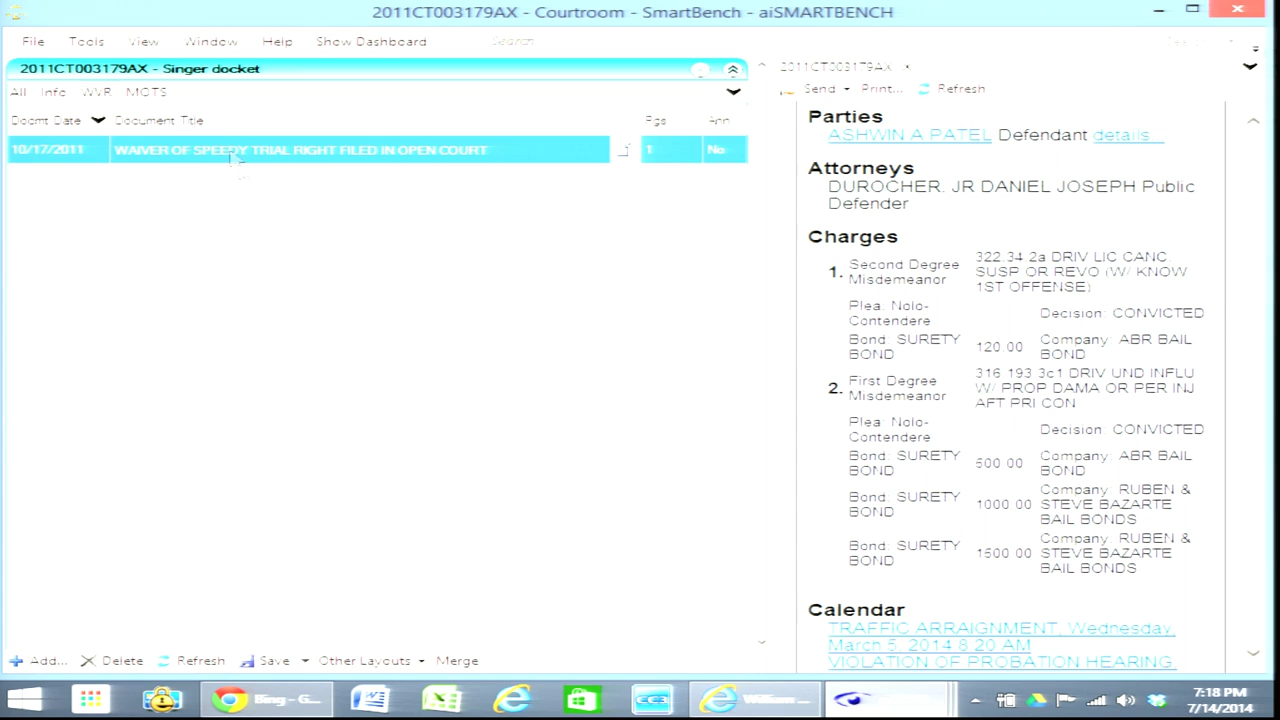 2011CT003179AX - Courtroom - SmartBench - aiSMARTBENCH
File Tools View Window Help Show Dashboard Search
2011CT003179AX - Singer docket
All Info WVR MOTS
Docmt Date Document Title Pgs Ann
10/17/2011 WAIVER OF SPEEDY TRIAL RIGHT FILED IN OPEN COURT 1 No
Add... Delete Refresh Other Layouts Merge
2011CT003179AX
Send Print... Refresh
Parties
ASHWIN A PATEL Defendant details...
Attorneys
DUROCHER. JR DANIEL JOSEPH Public
Defender
Charges
1. Second Degree Misdemeanor 322.34 2a DRIV LIC CANC
SUSP OR REVO (W/ KNOW
1ST OFFENSE)
Plea: Nolo-Contendere Decision: CONVICTED
Bond: SURETY BOND 120.00 Company: ABR BAIL BOND
2. First Degree Misdemeanor 316.193 3c1 DRIV UND INFLU
W/ PROP DAMA OR PER INJ
AFT PRI CON
Plea: Nolo-Contendere Decision: CONVICTED
Bond: SURETY BOND 500.00 Company: ABR BAIL BOND
Bond: SURETY BOND 1000.00 Company: RUBEN &
STEVE BAZARTE
BAIL BONDS
Bond: SURETY BOND 1500.00 Company: RUBEN &
STEVE BAZARTE
BAIL BONDS
Calendar
TRAFFIC ARRAIGNMENT, Wednesday,
March 5, 2014 8:20 AM
VIOLATION OF PROBATION HEARING,
Bing - G...
William ...
7:18 PM
7/14/2014